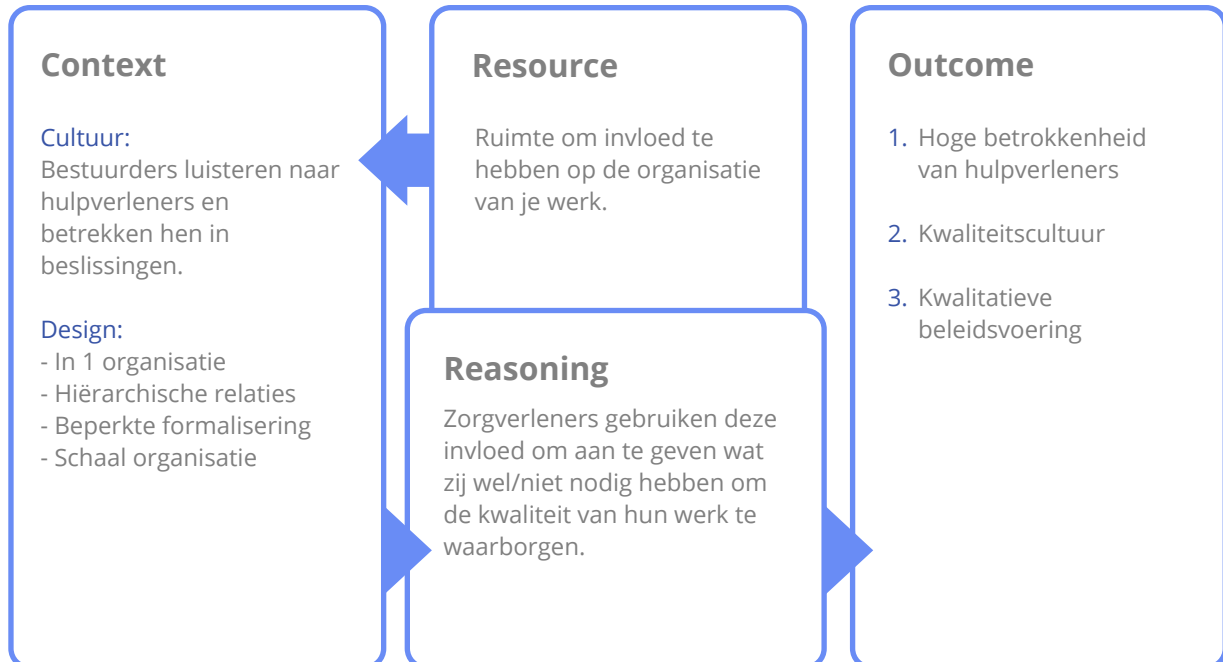 Context
Cultuur:
Bestuurders luisteren naar
hulpverleners en
betrekken hen in
beslissingen.
Design:
- In 1 organisatie
- Hiërarchische relaties
- Beperkte formalisering
- Schaal organisatie
Resource
Ruimte om invloed te
hebben op de organisatie
van je werk.
Reasoning
Zorgverleners gebruiken deze
invloed om aan te geven wat
zij wel/niet nodig hebben om
de kwaliteit van hun werk te
waarborgen.
Outcome
1. Hoge betrokkenheid
van hulpverleners
2. Kwaliteitscultuur
3. Kwalitatieve
beleidsvoering